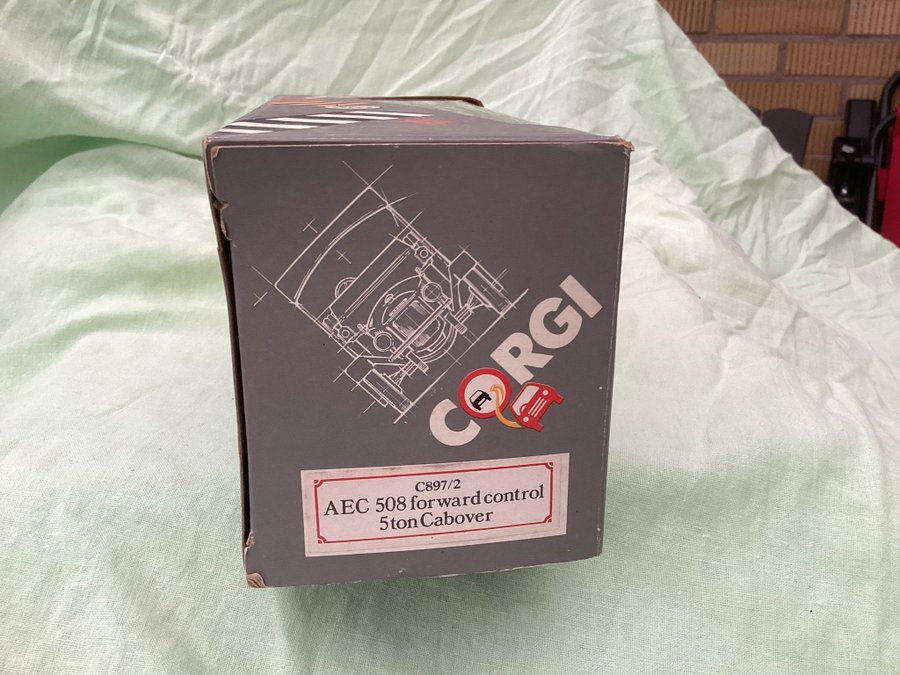 CORGI
C897/2
AEC 508 forward control
5ton Cabover